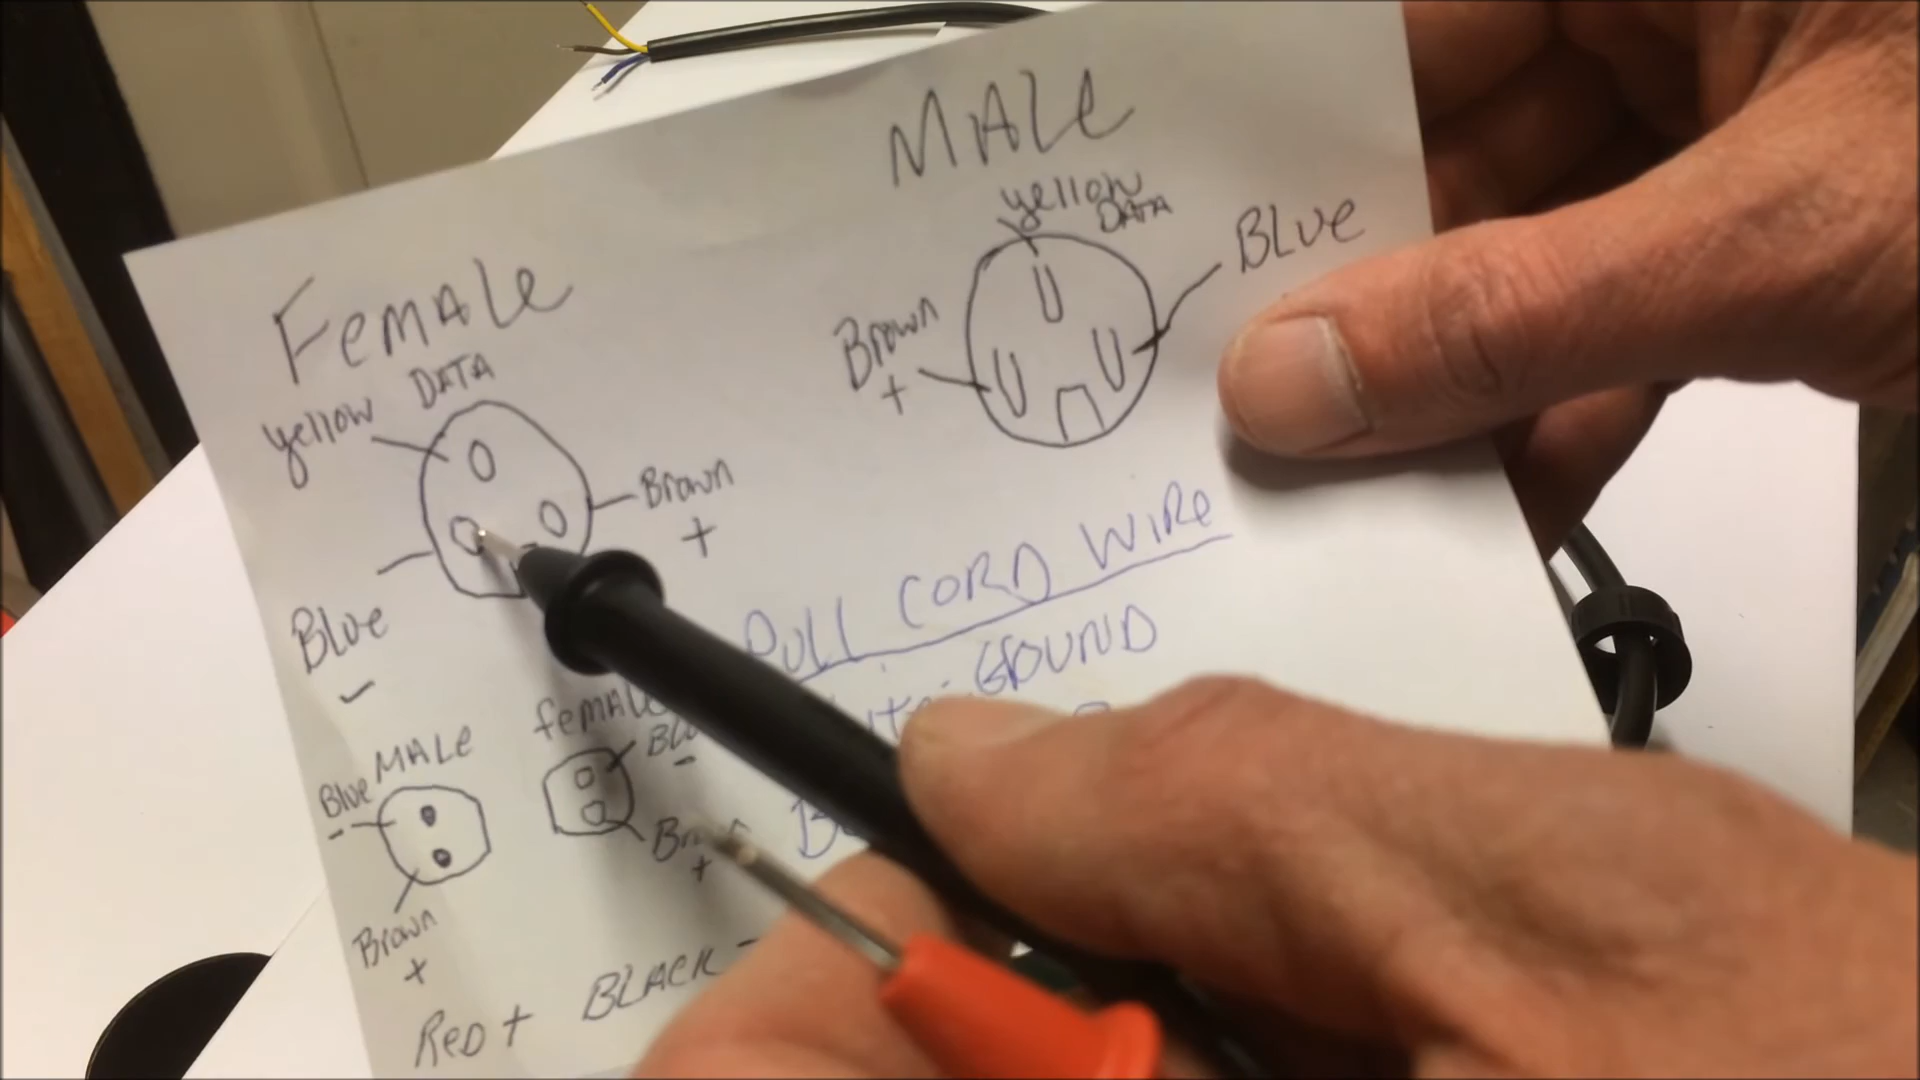 MAle
yellow
DATA
Blue
Brown
+
Female
DATA
yellow
Brown
+
Blue
-
PULL CORD WiRe
GOUND
MALe
Blue
-
Brown
+
femALe
-
+
RED + BLACK -